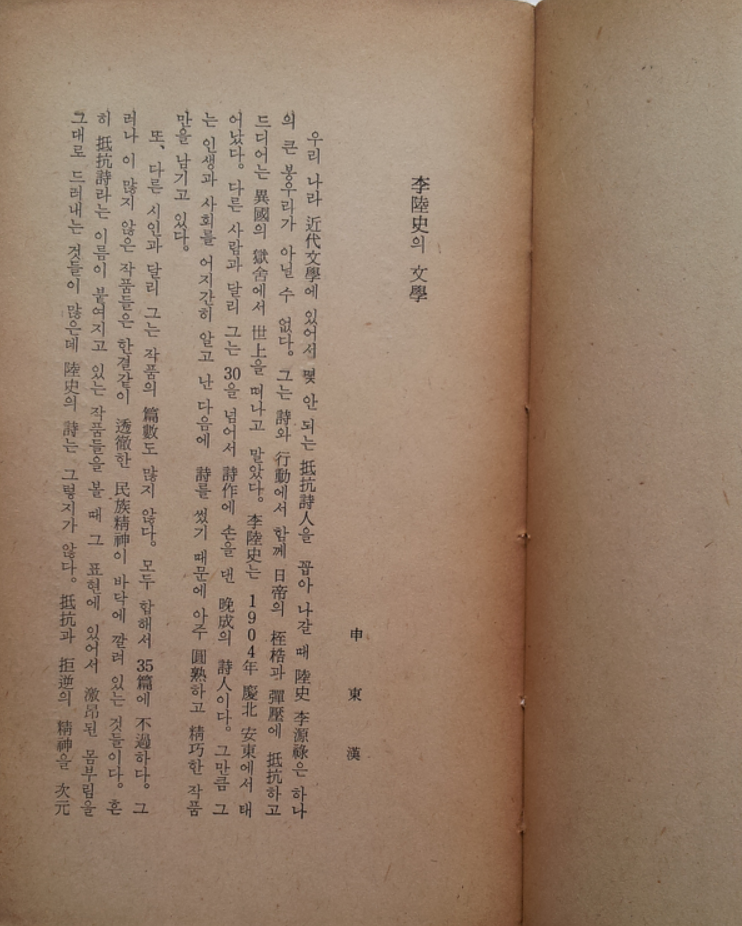 李陸史의 文學
申東漢
우리 나라 近代文學에 있어서 몇 안 되는 抵抗詩人을 꼽아 나갈 때 陸史 李源祿은 하나
의 큰 봉우리가 아닐 수 없다. 그는 詩와 行動에서 함께 日帝의 桎梏과 彈壓에 抵抗하고
드디어는 異國의 獄舍에서 世上을 떠나고 말았다. 李陸史는 1904年 慶北 安東에서 태
어났다. 다른 사람과 달리 그는 30을 넘어서 詩作에 손을 댄 晩成의 詩人이다. 그만큼 그
는 인생과 사회를 어지간히 알고 난 다음에 詩를 썼기 때문에 아주 圓熟하고 精巧한 작품
만을 남기고 있다.
또, 다른 시인과 달리 그는 작품의 篇數도 많지 않다. 모두 합해서 35篇에 不過하다. 그
러나 이 많지 않은 작품들은 한결같이 透徹한 民族精神이 바닥에 깔려 있는 것들이다. 흔
히 抵抗詩라는 이름이 붙여지고 있는 작품들을 볼 때 그 표현에 있어서 激昂된 몸부림을
그대로 드러내는 것들이 많은데 陸史의 詩는 그렇지가 않다. 抵抗과 拒逆의 精神을 次元